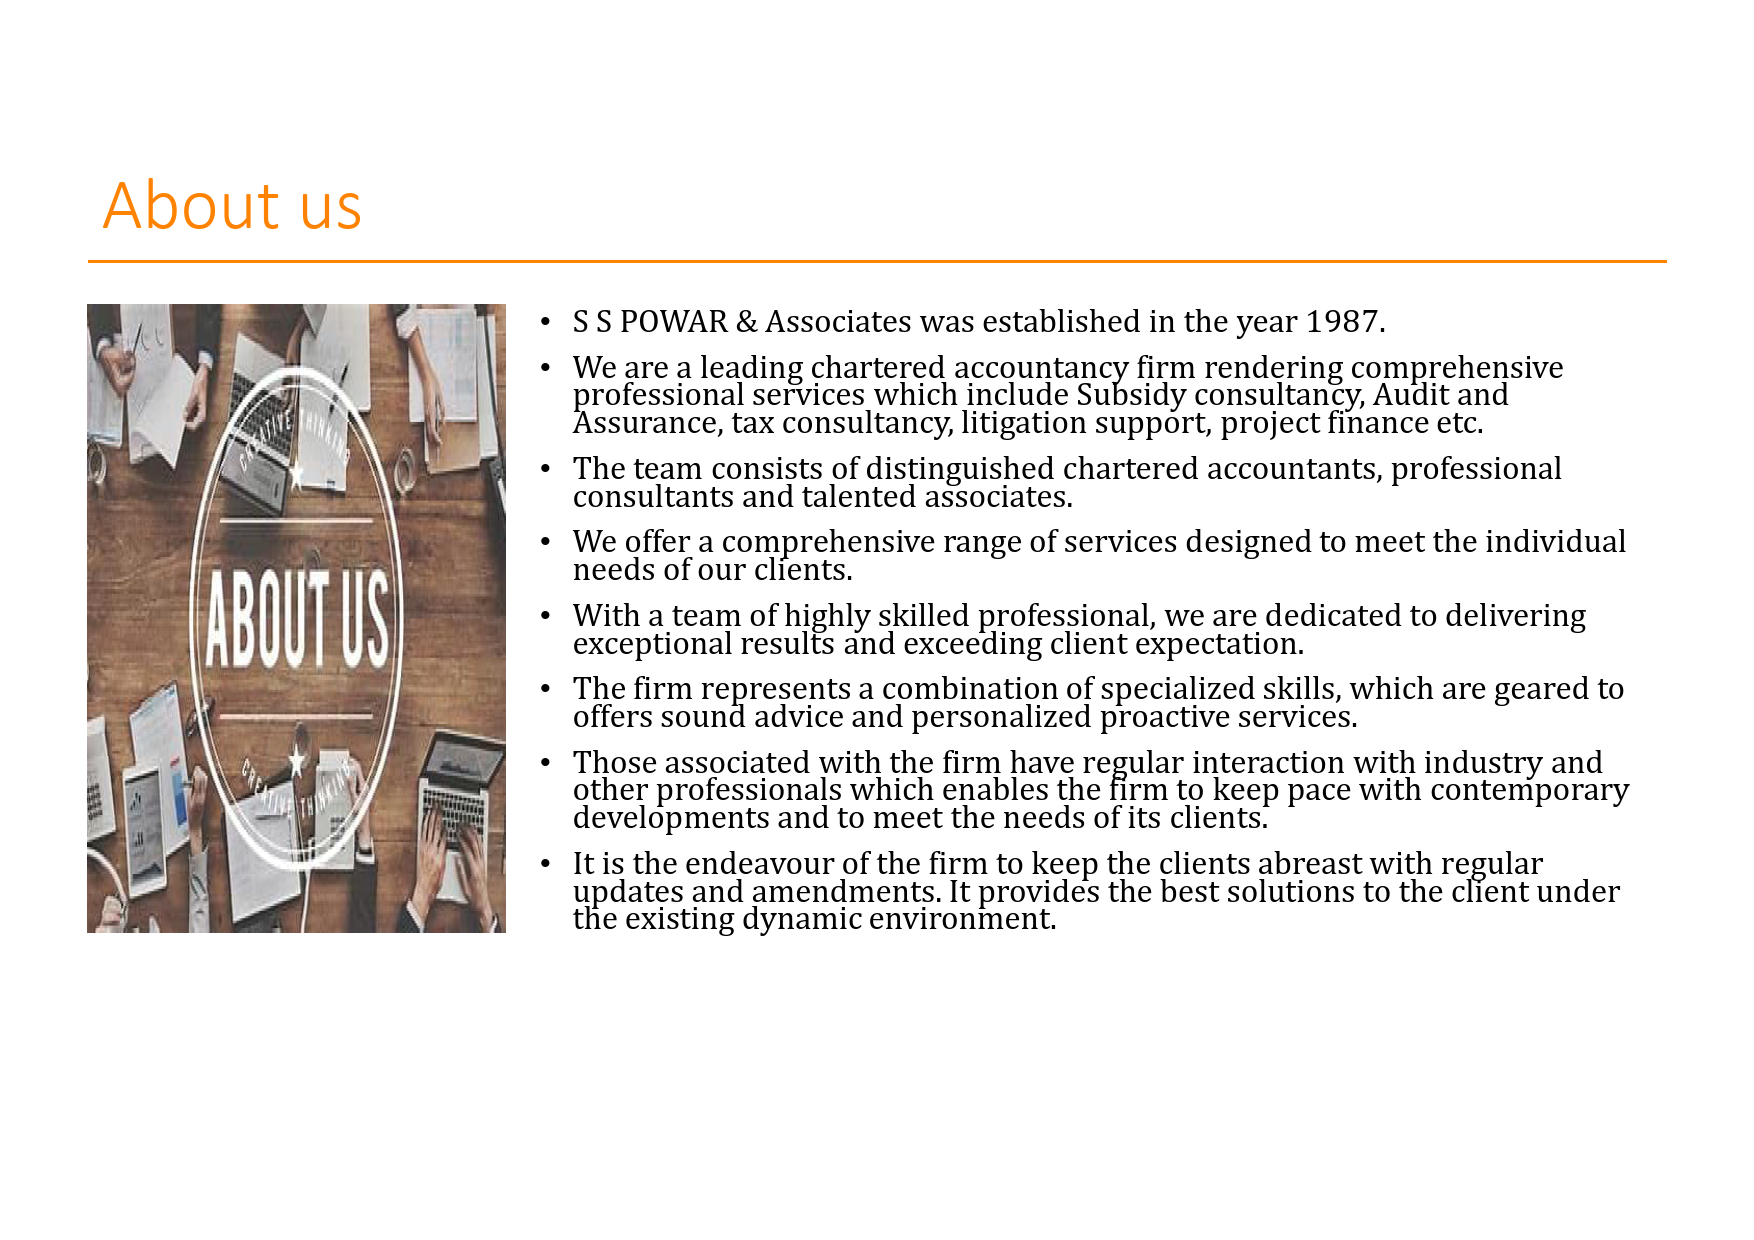 About us
CREATIVE THINKING
ABOUT US
CREATIVE THINKING
• S S POWAR & Associates was established in the year 1987.
• We are a leading chartered accountancy firm rendering comprehensive
professional services which include Subsidy consultancy, Audit and
Assurance, tax consultancy, litigation support, project finance etc.
• The team consists of distinguished chartered accountants, professional
consultants and talented associates.
• We offer a comprehensive range of services designed to meet the individual
needs of our clients.
• With a team of highly skilled professional, we are dedicated to delivering
exceptional results and exceeding client expectation.
• The firm represents a combination of specialized skills, which are geared to
offers sound advice and personalized proactive services.
• Those associated with the firm have regular interaction with industry and
other professionals which enables the firm to keep pace with contemporary
developments and to meet the needs of its clients.
• It is the endeavour of the firm to keep the clients abreast with regular
updates and amendments. It provides the best solutions to the client under
the existing dynamic environment.